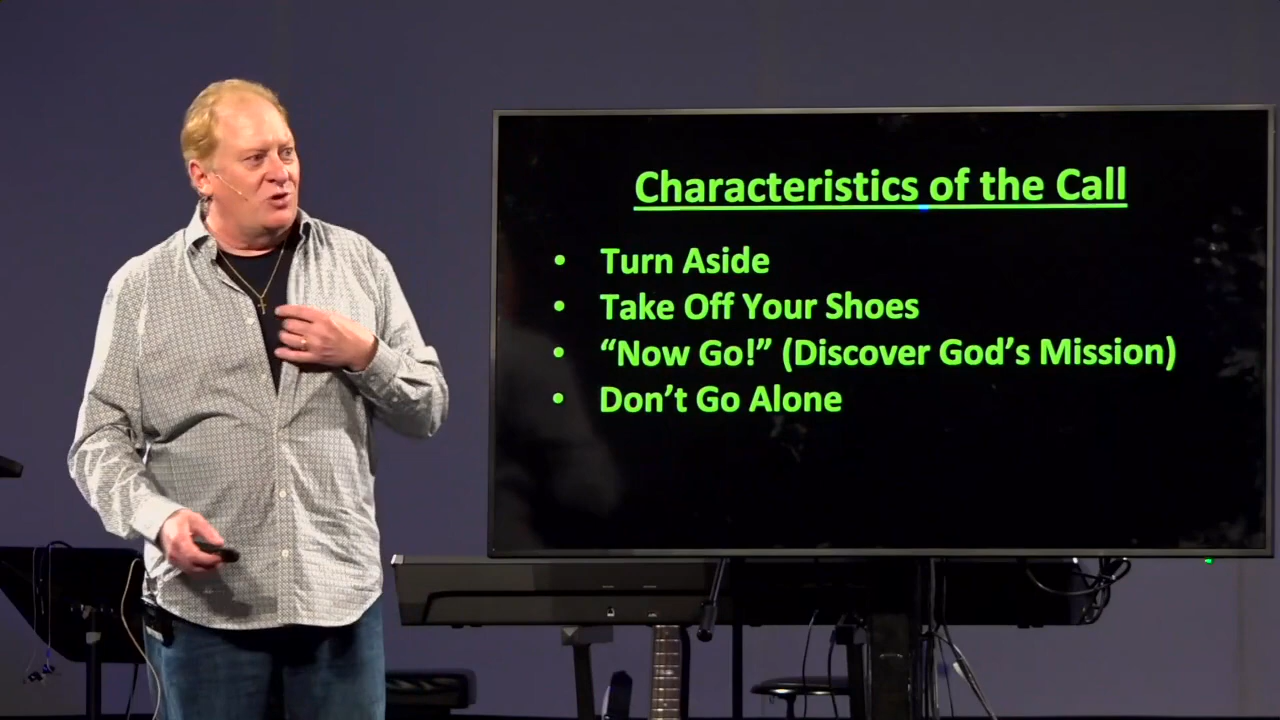 Characteristics of the Call
• Turn Aside
• Take Off Your Shoes
• “Now Go!” (Discover God’s Mission)
• Don’t Go Alone